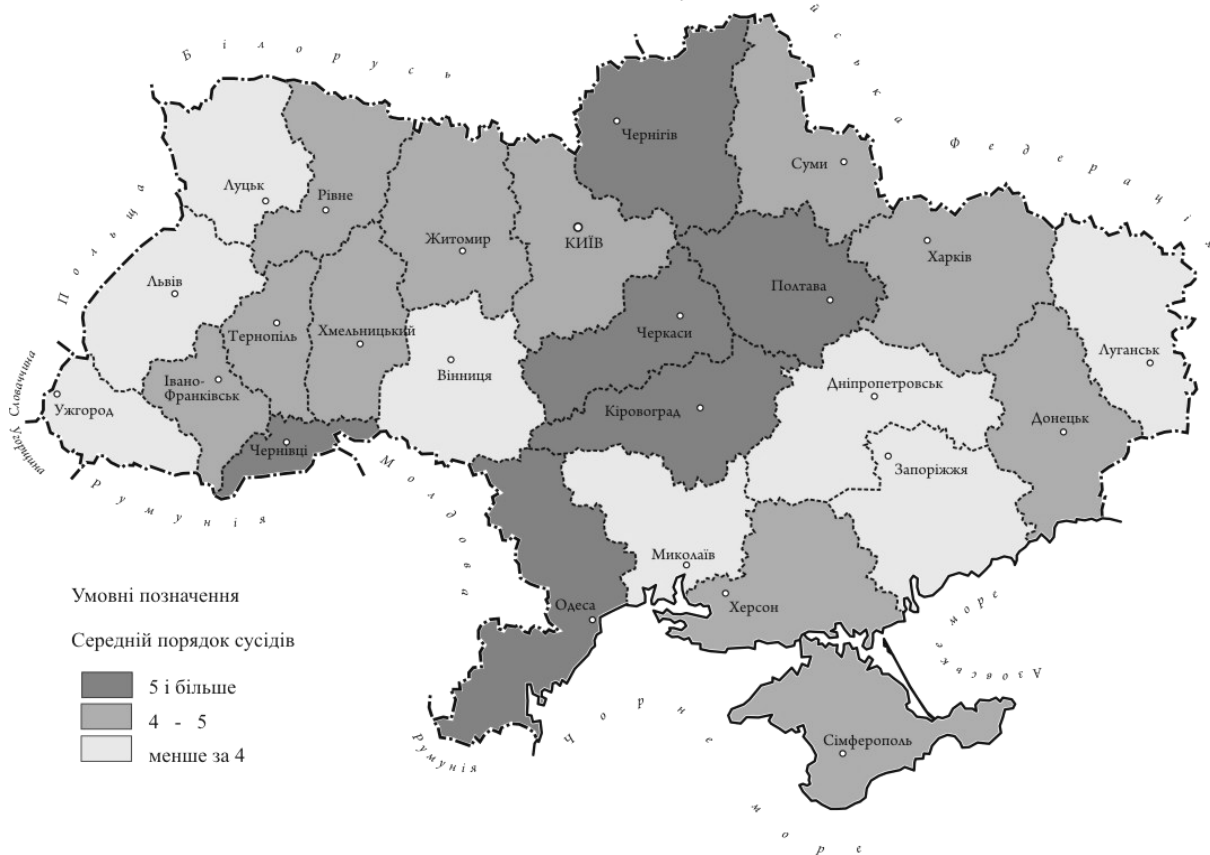 Білорусь
йська Федерація
Польща
Словаччина
Угорщина
Румунія
Молдова
Румунія
Чорне море
Азовське море
Чернігів
Суми
Луцьк
Рівне
Житомир
КИЇВ
Харків
Львів
Полтава
Тернопіль
Хмельницький
Черкаси
Луганськ
Вінниця
Івано-
Франківськ
Дніпропетровськ
Ужгород
Кіровоград
Донецьк
Чернівці
Запоріжжя
Миколаїв
Херсон
Одеса
Сімферополь
Умовні позначення
Середній порядок сусідів
5 і більше
4 - 5
менше за 4